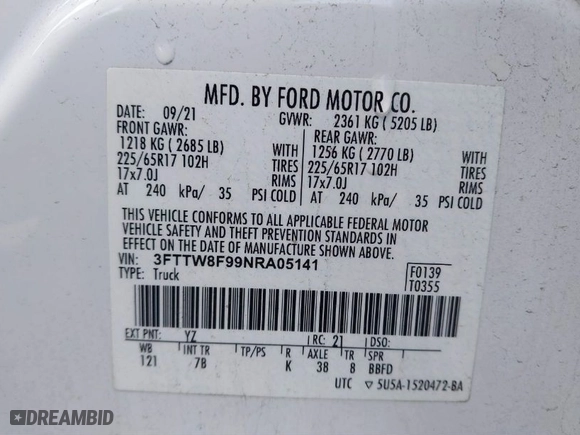 MFD. BY FORD MOTOR CO.
DATE: 09/21 GVWR: 2361 KG ( 5205 LB)
FRONT GAWR: REAR GAWR:
1218 KG ( 2685 LB) WITH 1256 KG ( 2770 LB) WITH
225/65R17 102H TIRES 225/65R17 102H TIRES
17x7.0J RIMS 17x7.0J RIMS
AT 240 kPa/ 35 PSI COLD AT 240 kPa/ 35 PSI COLD
THIS VEHICLE CONFORMS TO ALL APPLICABLE FEDERAL MOTOR
VEHICLE SAFETY AND THEFT PREVENTION STANDARDS IN
EFFECT ON THE DATE OF MANUFACTURE SHOWN ABOVE.
VIN: 3FTTW8F99NRA05141 F0139
TYPE: Truck T0355
EXT PNT: YZ RC: 21 DSO:
WB INT TR TP/PS R AXLE TR SPR
121 7B K 38 8 BBFD
UTC ▽ 5U5A-1520472-BA
DREAMBID